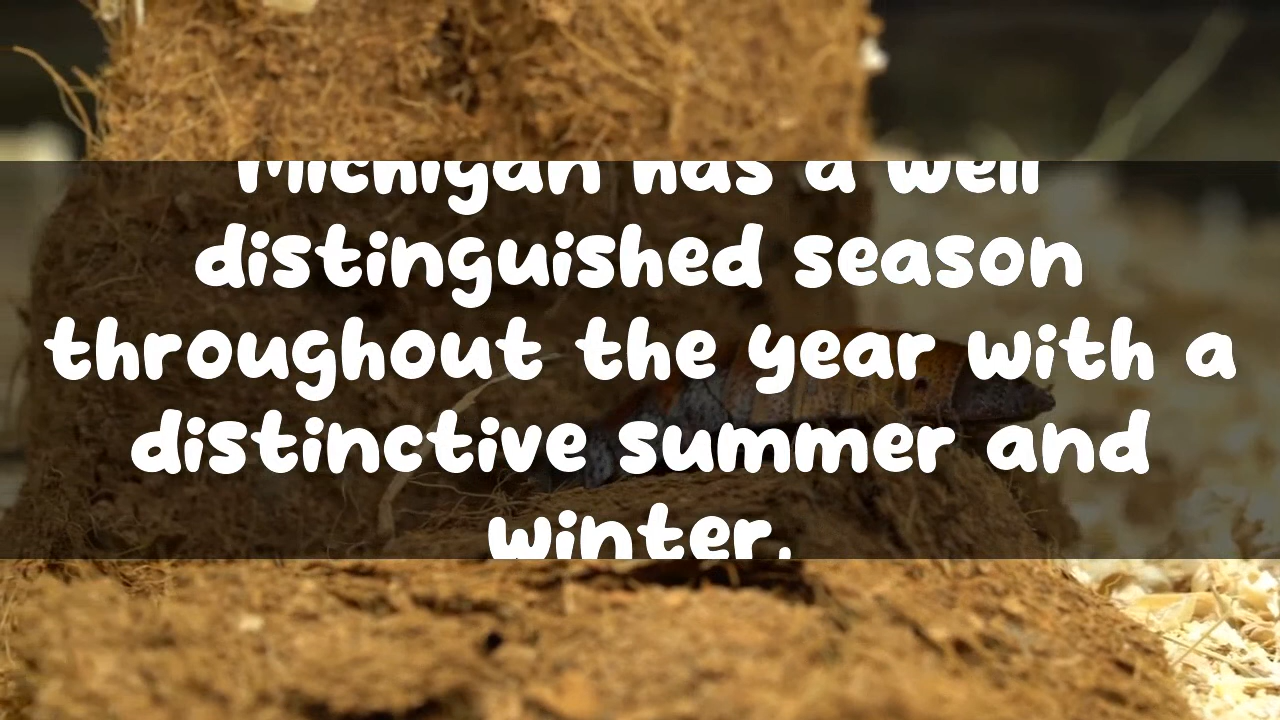 Michigan has a well
distinguished season
throughout the year with a
distinctive summer and
winter.